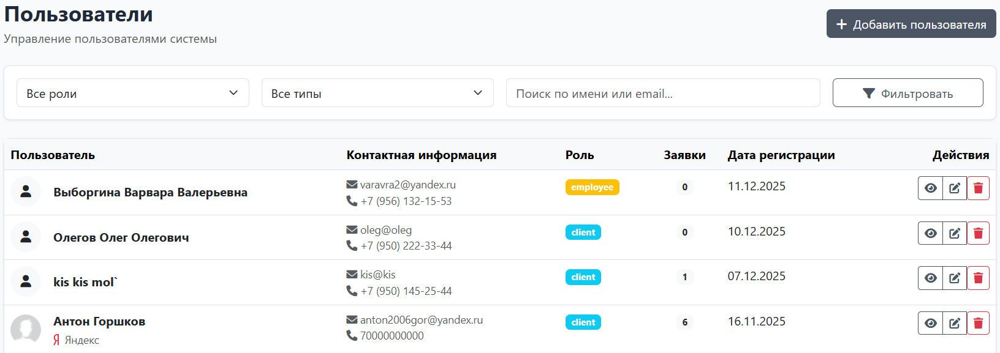 Пользователи
Управление пользователями системы
Добавить пользователя
Все роли
Все типы
Поиск по имени или email...
Фильтровать
Пользователь Контактная информация Роль Заявки Дата регистрации Действия
Выборгина Варвара Валерьевна varavra2@yandex.ru employee 0 11.12.2025
+7 (956) 132-15-53
Олегов Олег Олегович oleg@oleg client 0 10.12.2025
+7 (950) 222-33-44
kis kis mol` kis@kis client 1 07.12.2025
+7 (950) 145-25-44
Антон Горшков anton2006gor@yandex.ru client 6 16.11.2025
Я Яндекс 70000000000